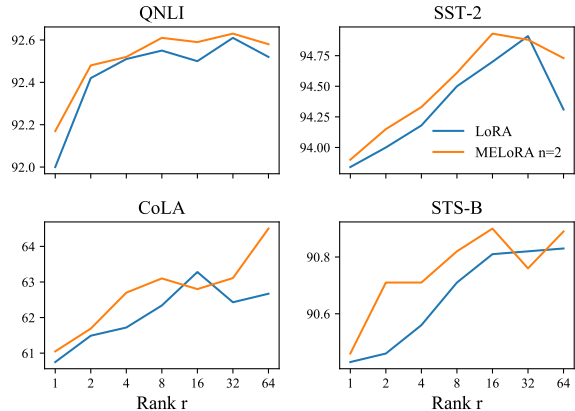 QNLI
92.6
92.4
92.2
92.0
SST-2
94.75
94.50
94.25
94.00
LoRA
MELoRA n=2
CoLA
64
63
62
61
1 2 4 8 16 32 64
Rank r
STS-B
90.8
90.6
1 2 4 8 16 32 64
Rank r